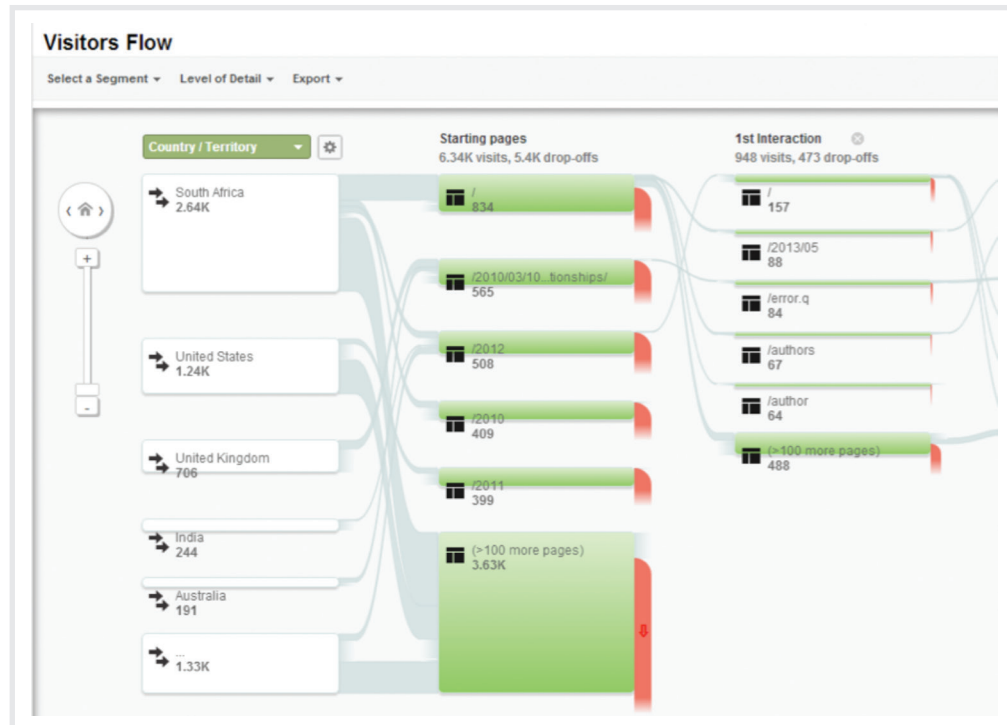 Visitors Flow
Select a Segment Level of Detail Export
Country / Territory
South Africa
2.64K
United States
1.24K
United Kingdom
706
India
244
Australia
191
...
1.33K
Starting pages
6.34K visits, 5.4K drop-offs
/
834
/2010/03/10...tionships/
565
/2012
508
/2010
409
/2011
399
(>100 more pages)
3.63K
1st Interaction
948 visits, 473 drop-offs
/
157
/2013/05
88
/error.q
84
/authors
67
/author
64
(>100 more pages)
488